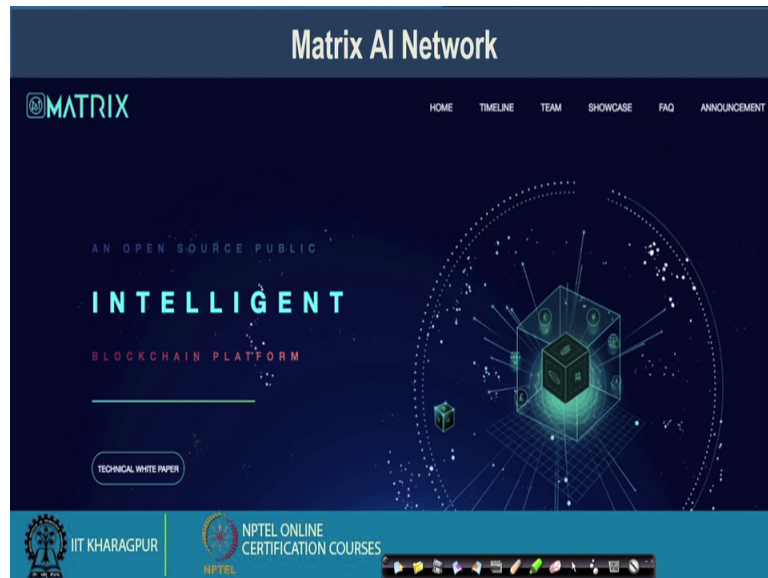 Matrix AI Network
MATRIX
HOME TIMELINE TEAM SHOWCASE FAQ ANNOUNCEMENT
AN OPEN SOURCE PUBLIC
INTELLIGENT
BLOCKCHAIN PLATFORM
TECHNICAL WHITE PAPER
AI
IIT KHARAGPUR
NPTEL
NPTEL ONLINE
CERTIFICATION COURSES